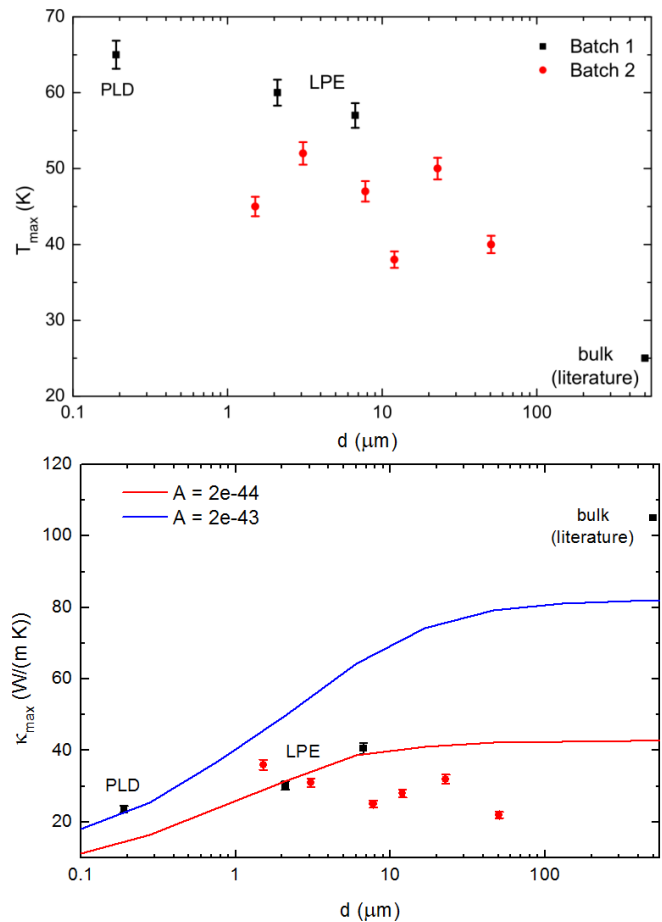 70
60
50
40
30
20
T_max (K)
PLD
LPE
Batch 1
Batch 2
bulk
(literature)
0.1
1
10
100
d (μm)
120
100
80
60
40
20
κ_max (W/(m K))
A = 2e-44
A = 2e-43
bulk
(literature)
PLD
LPE
0.1
1
10
100
d (μm)